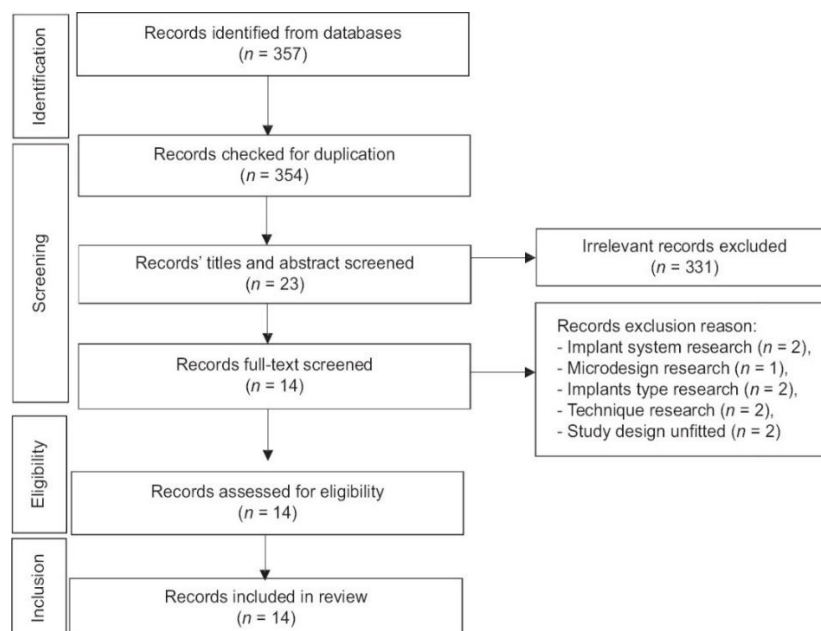 Identification
Records identified from databases
(n = 357)
Screening
Records checked for duplication
(n = 354)
Records' titles and abstract screened
(n = 23)
Irrelevant records excluded
(n = 331)
Records full-text screened
(n = 14)
Records exclusion reason:
- Implant system research (n = 2),
- Microdesign research (n = 1),
- Implants type research (n = 2),
- Technique research (n = 2),
- Study design unfitted (n = 2)
Eligibility
Records assessed for eligibility
(n = 14)
Inclusion
Records included in review
(n = 14)